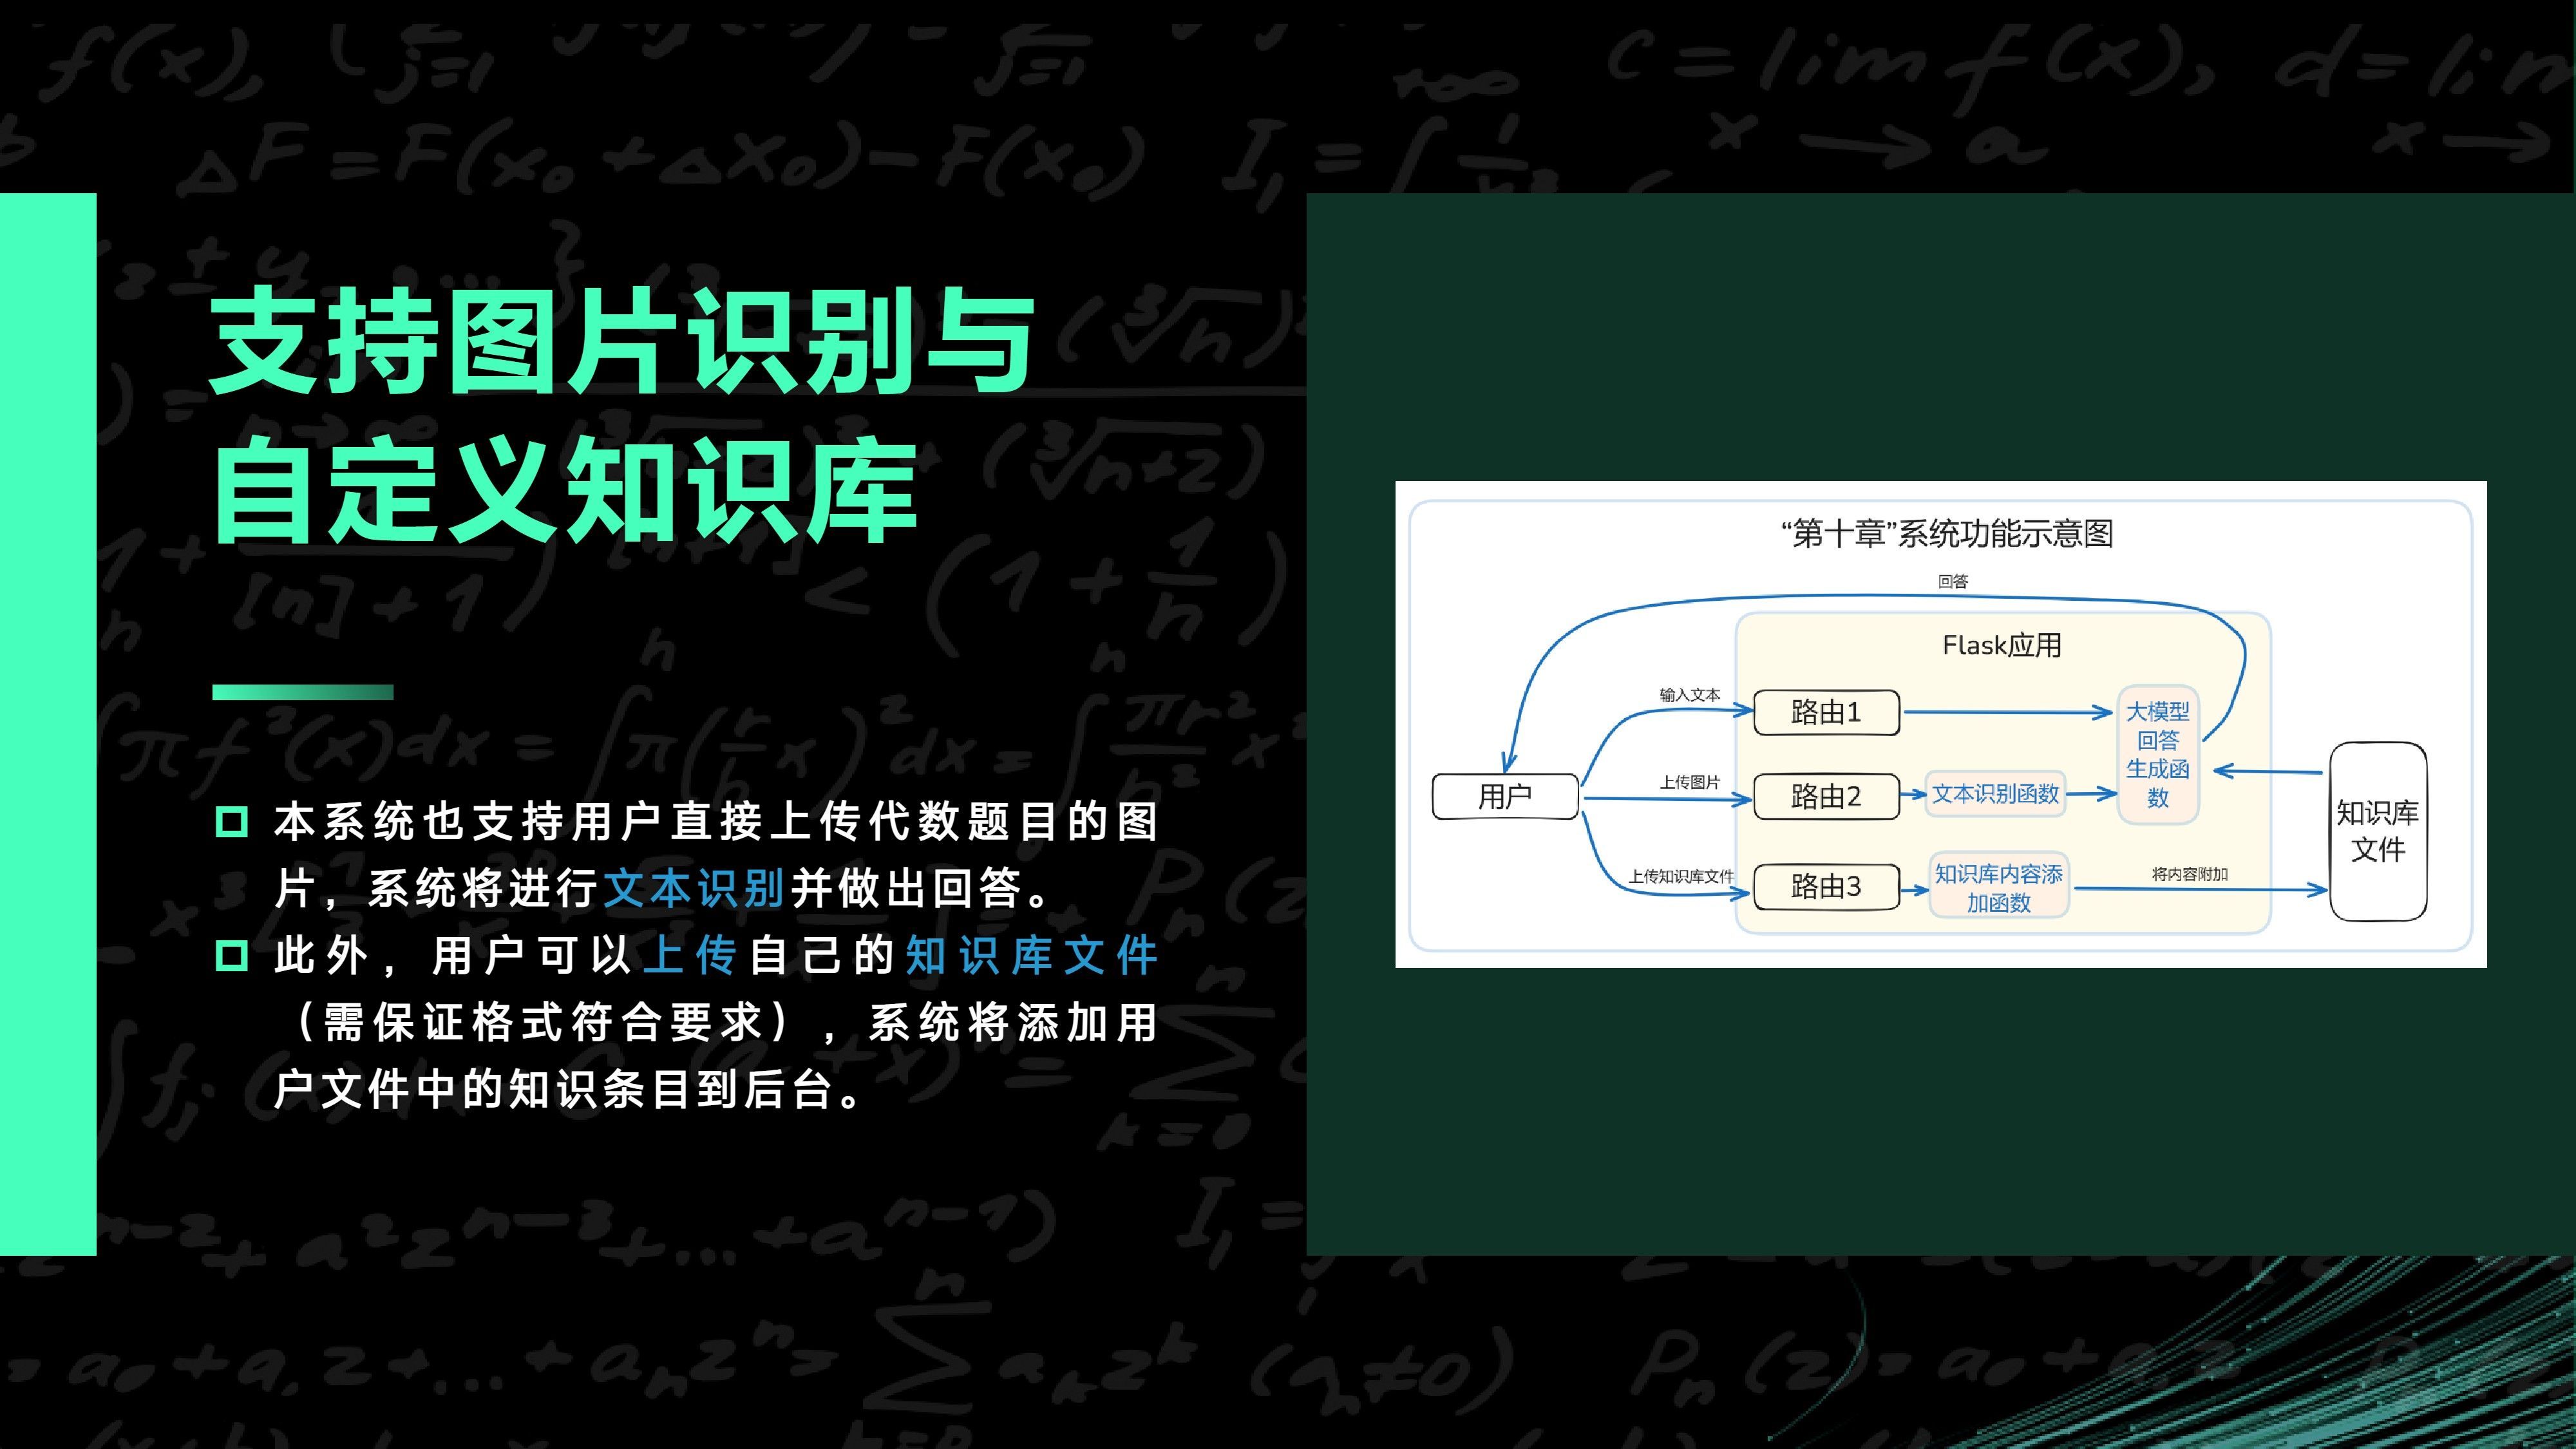 支持图片识别与
自定义知识库
本系统也支持用户直接上传代数题目的图
片，系统将进行文本识别并做出回答。
此外，用户可以上传自己的知识库文件
（需保证格式符合要求），系统将添加用
户文件中的知识条目到后台。
“第十章”系统功能示意图
回答
Flask应用
输入文本
路由1
大模型
回答
生成函
数
上传图片
用户
路由2
文本识别函数
知识库
文件
上传知识库文件
路由3
知识库内容添
加函数
将内容附加
f(x),
c = lim f(x), d = lim
x → a
ΔF = F(x₀ + Δx₀) − F(x₀)